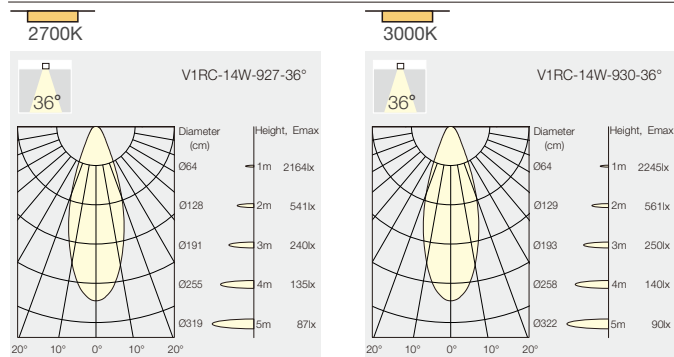 2700K
V1RC-14W-927-36°
36°
Diameter (cm) Height, Emax
Ø64 1m 2164lx
Ø128 2m 541lx
Ø191 3m 240lx
Ø255 4m 135lx
Ø319 5m 87lx
20° 10° 0° 10° 20°
3000K
V1RC-14W-930-36°
36°
Diameter (cm) Height, Emax
Ø64 1m 2245lx
Ø129 2m 561lx
Ø193 3m 250lx
Ø258 4m 140lx
Ø322 5m 90lx
20° 10° 0° 10° 20°